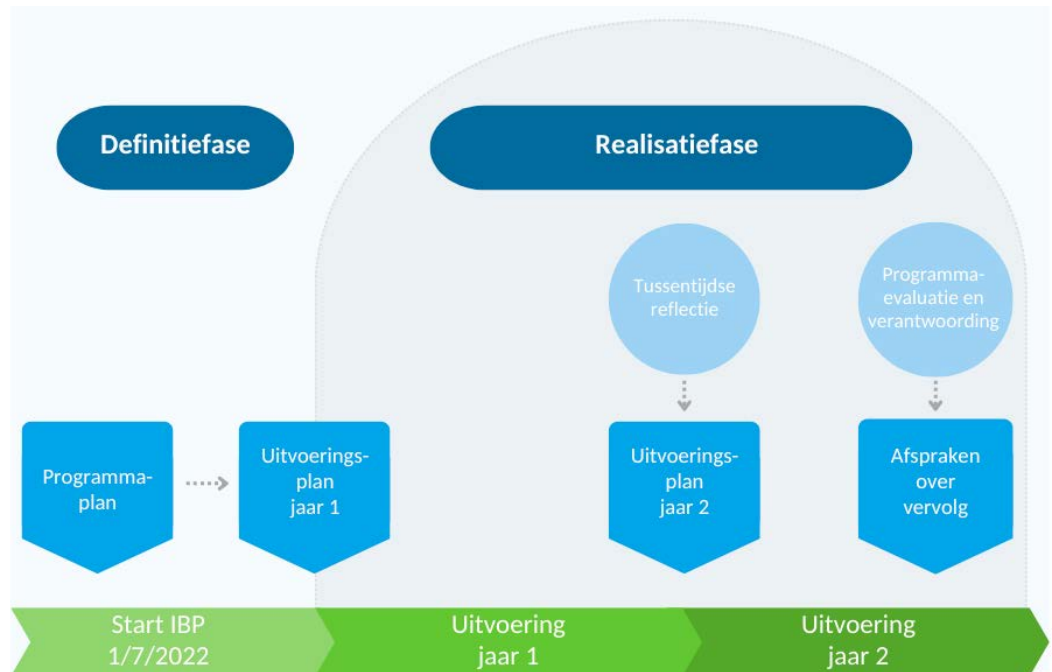 Definitiefase
Realisatiefase
Tussentijdse
reflectie
Programma-
evaluatie en
verantwoording
Programma-
plan
Uitvoerings-
plan
jaar 1
Uitvoerings-
plan
jaar 2
Afspraken
over
vervolg
Start IBP
1/7/2022
Uitvoering
jaar 1
Uitvoering
jaar 2